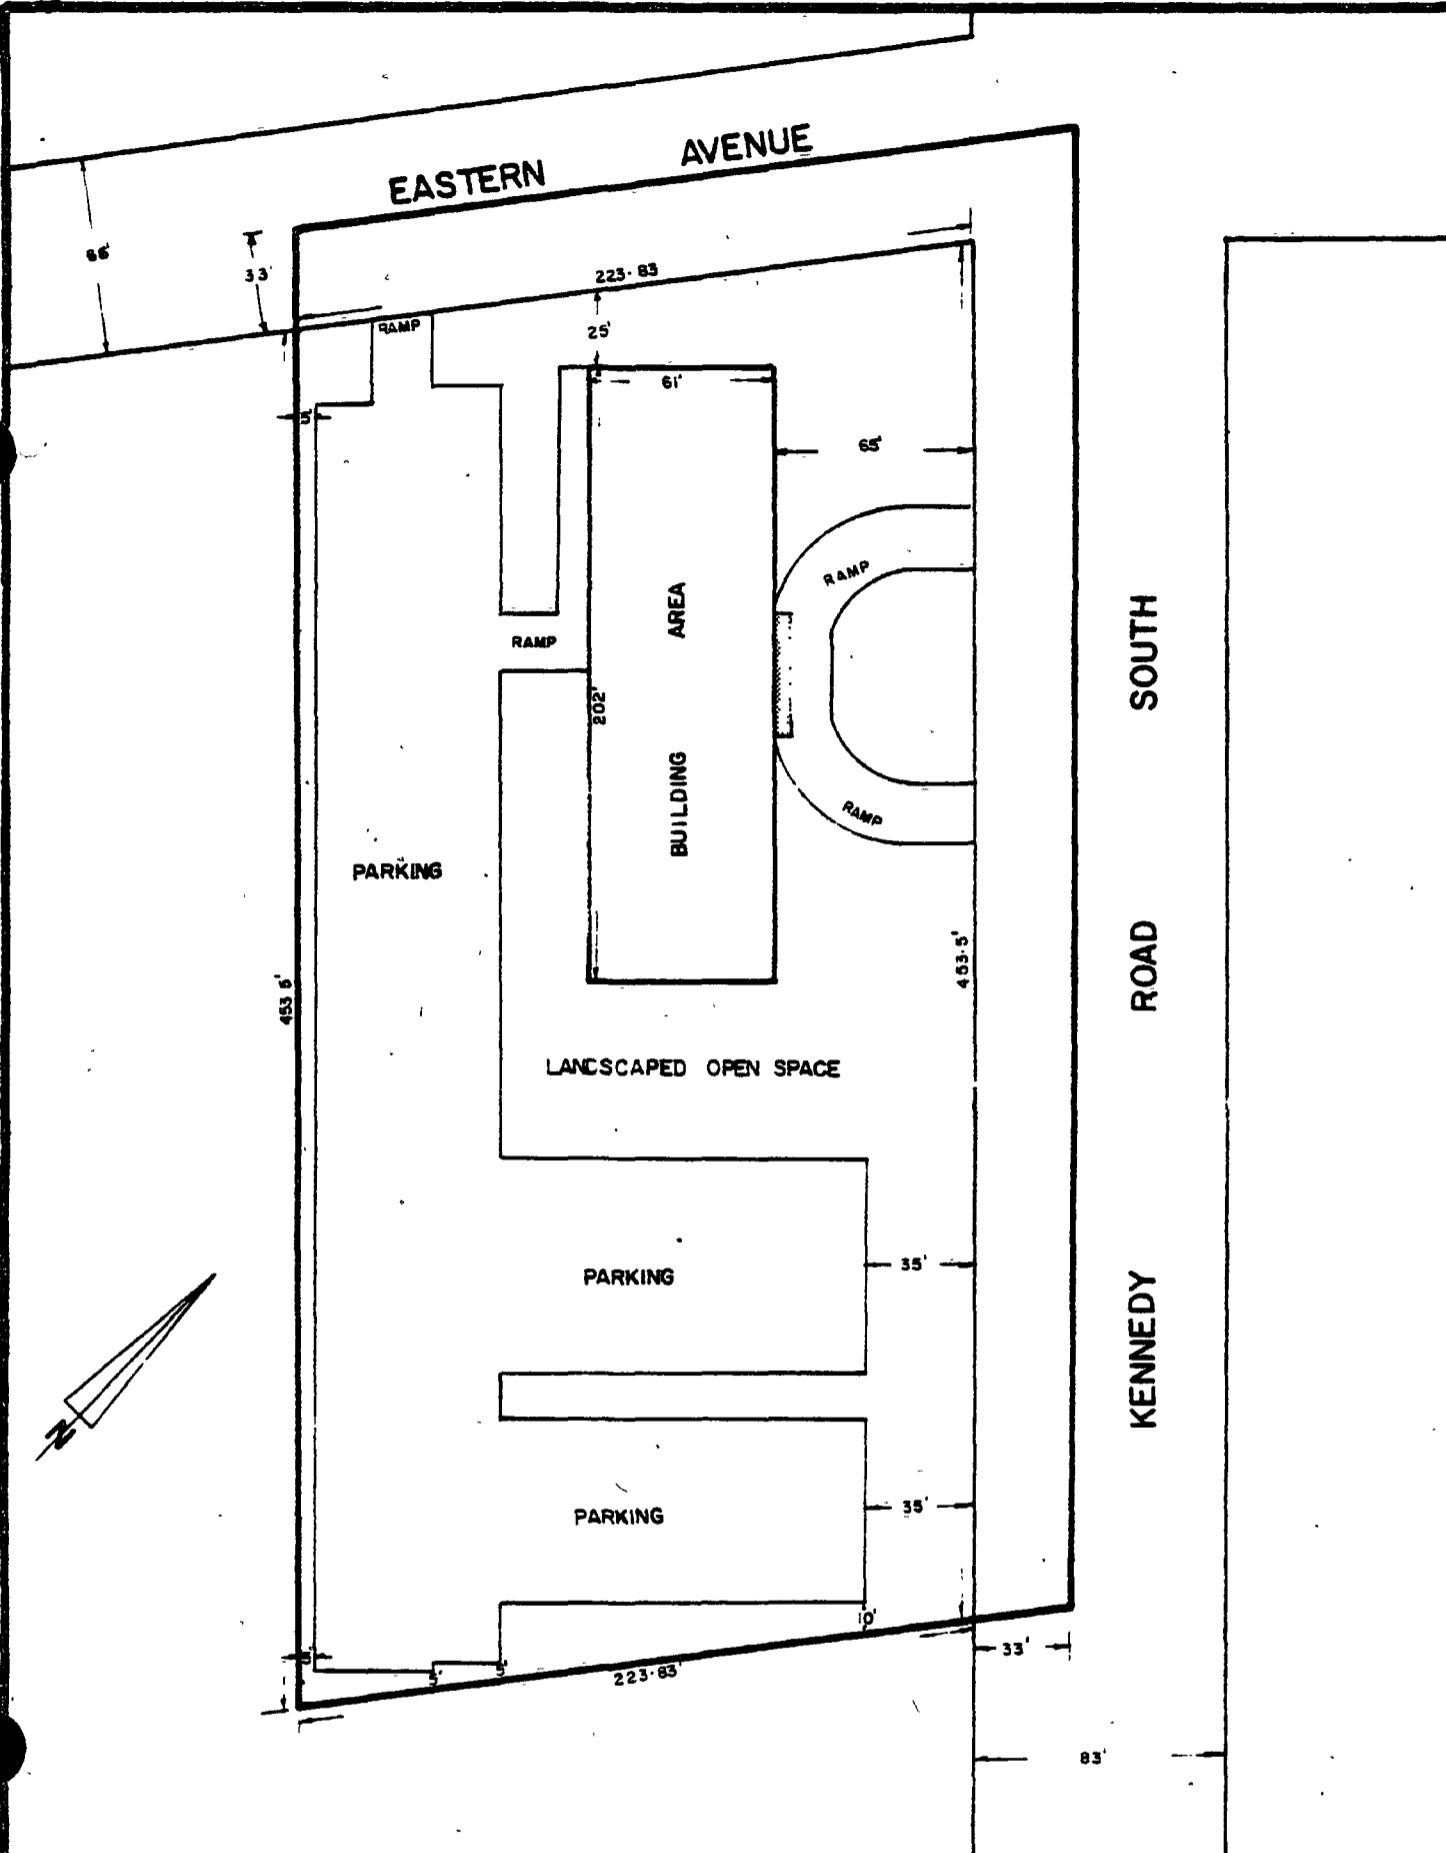 EASTERN AVENUE
66'
33'
223·83
RAMP
25'
61'
5'
65'
RAMP
RAMP
202'
BUILDING AREA
RAMP
PARKING
453 5'
453·5'
LANDSCAPED OPEN SPACE
KENNEDY ROAD SOUTH
PARKING
35'
N
PARKING
35'
10'
5'
5'
5'
223·83'
33'
83'